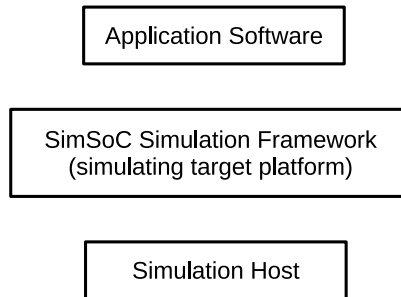 Application Software
SimSoC Simulation Framework
(simulating target platform)
Simulation Host